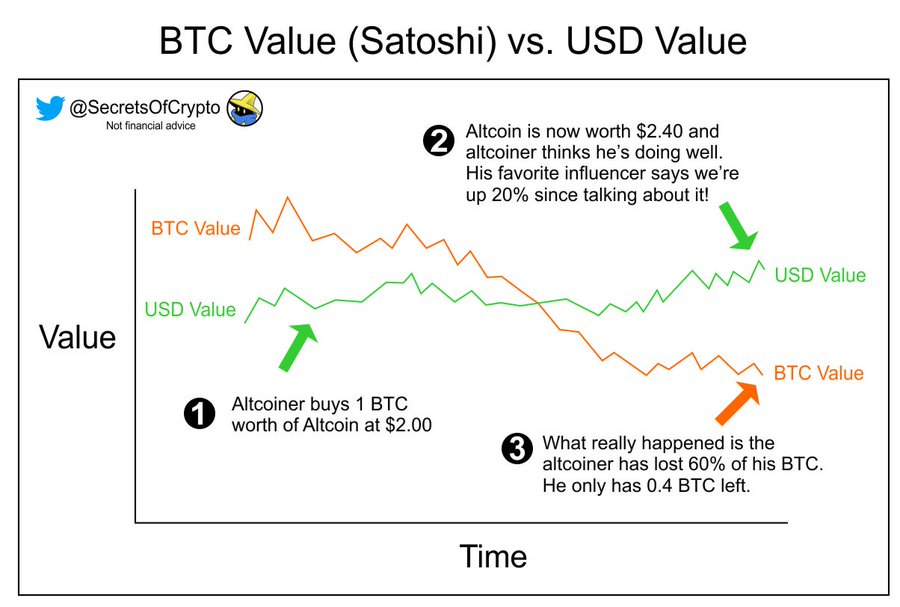 BTC Value (Satoshi) vs. USD Value
@SecretsOfCrypto
Not financial advice
2
Altcoin is now worth $2.40 and
altcoiner thinks he's doing well.
His favorite influencer says we're
up 20% since talking about it!
BTC Value
USD Value
USD Value
Value
BTC Value
1
Altcoiner buys 1 BTC
worth of Altcoin at $2.00
3
What really happened is the
altcoiner has lost 60% of his BTC.
He only has 0.4 BTC left.
Time